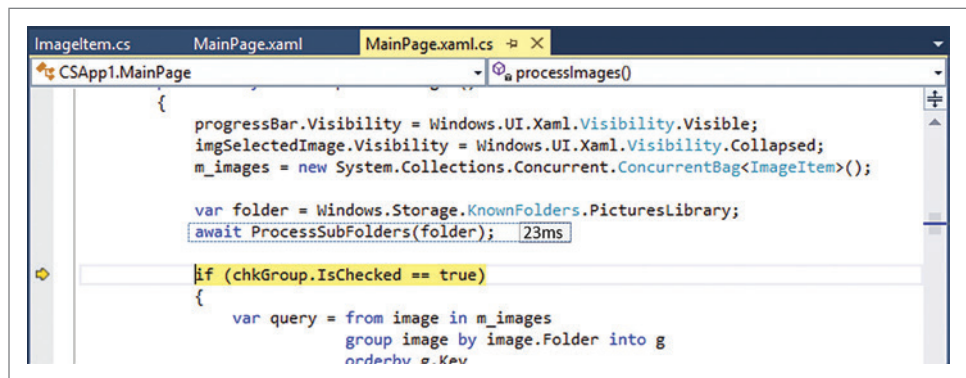 ImageItem.cs MainPage.xaml MainPage.xaml.cs
CSApp1.MainPage processImages()
{
progressBar.Visibility = Windows.UI.Xaml.Visibility.Visible;
imgSelectedImage.Visibility = Windows.UI.Xaml.Visibility.Collapsed;
m_images = new System.Collections.Concurrent.ConcurrentBag<ImageItem>();
var folder = Windows.Storage.KnownFolders.PicturesLibrary;
await ProcessSubFolders(folder); 23ms
if (chkGroup.IsChecked == true)
{
var query = from image in m_images
group image by image.Folder into g
orderby g.Key